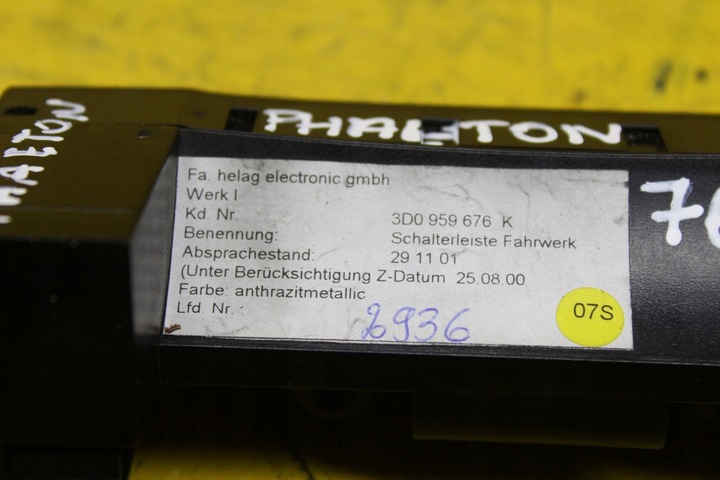 PHAETON
PHAETON
Fa. helag electronic gmbh
Werk I
Kd. Nr. 3D0 959 676 K
Benennung: Schalterleiste Fahrwerk
Absprachestand: 29 11 01
(Unter Berücksichtigung Z-Datum 25.08.00
Farbe: anthrazitmetallic
Lfd. Nr. : 2936
07S